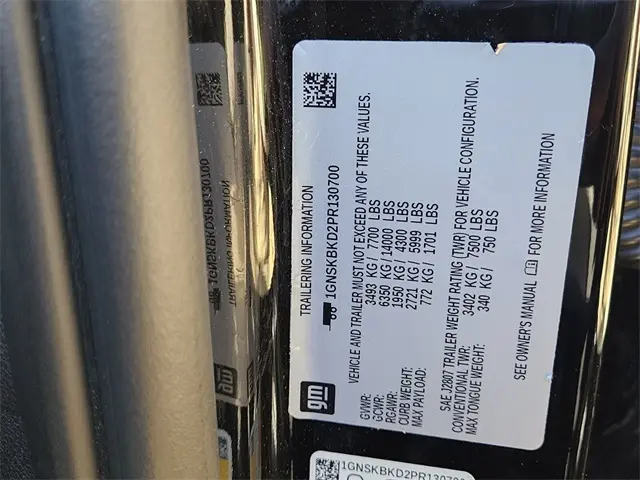 gm
TRAILERING INFORMATION
1GNSKBKD2PR130700
VEHICLE AND TRAILER MUST NOT EXCEED ANY OF THESE VALUES.
GVWR: 3493 KG / 7700 LBS
GCWR: 6350 KG / 14000 LBS
RGAWR: 1950 KG / 4300 LBS
CURB WEIGHT: 2721 KG / 5999 LBS
MAX PAYLOAD: 772 KG / 1701 LBS
SAE J2807 TRAILER WEIGHT RATING (TWR) FOR VEHICLE CONFIGURATION.
CONVENTIONAL TWR: 3402 KG / 7500 LBS
MAX TONGUE WEIGHT: 340 KG / 750 LBS
SEE OWNER'S MANUAL FOR MORE INFORMATION
1GNSKBKD2PR130700